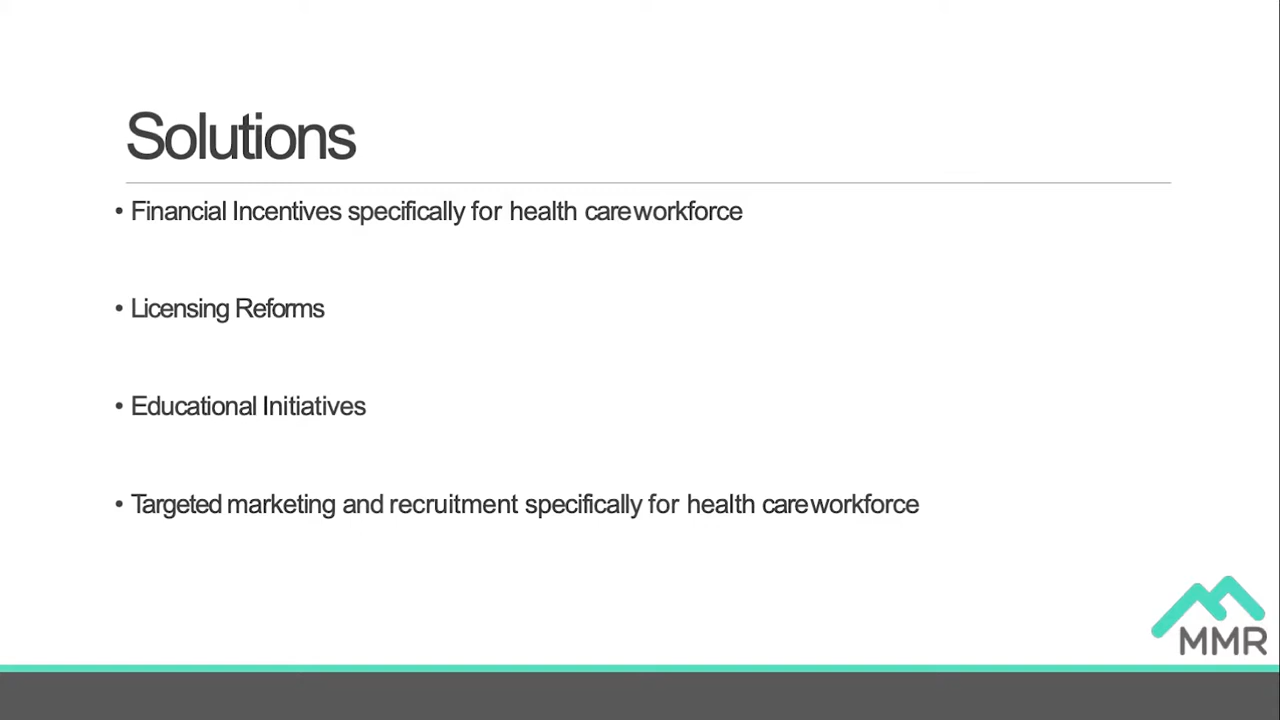 Solutions
• Financial Incentives specifically for health careworkforce
• Licensing Reforms
• Educational Initiatives
• Targeted marketing and recruitment specifically for health careworkforce
MMR